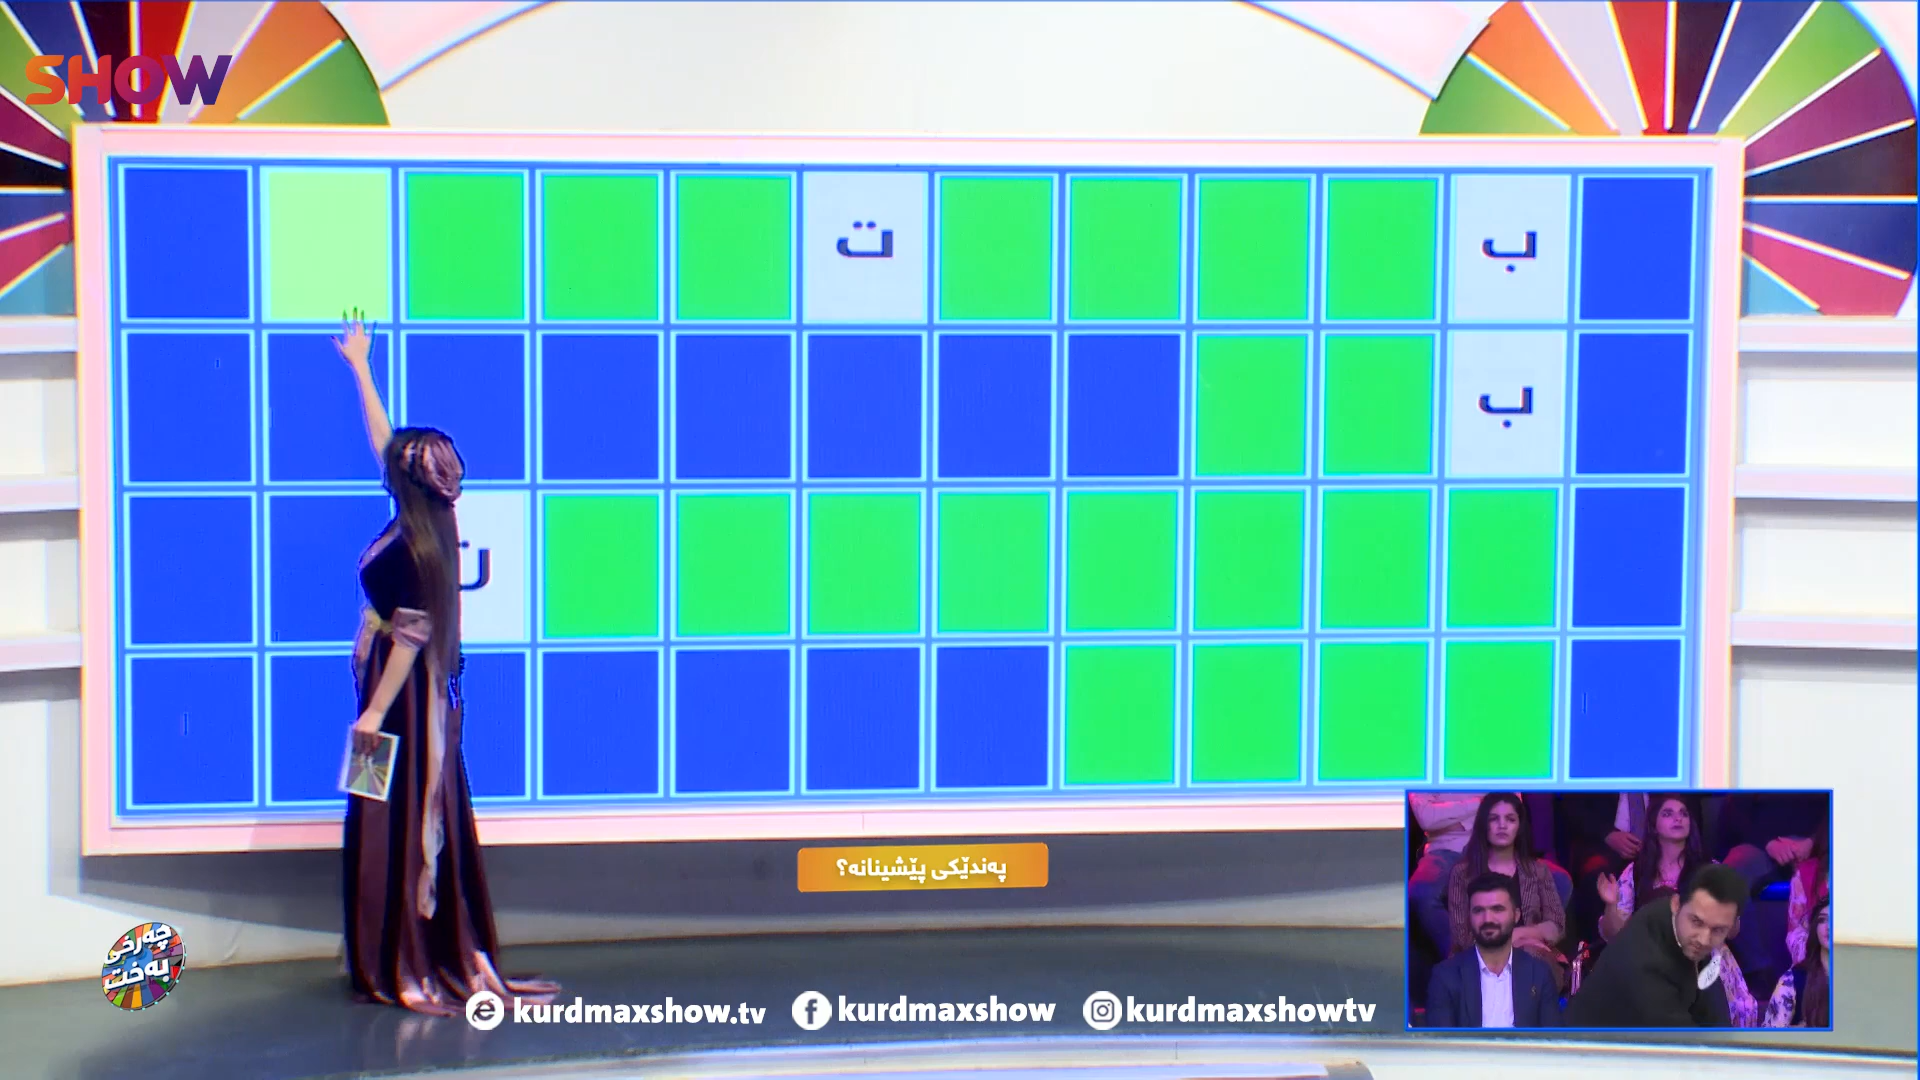 SHOW
ت ب
ب
ت
پەندێکی پێشینانە؟
چەرخی
بەخت
kurdmaxshow.tv kurdmaxshow kurdmaxshowtv